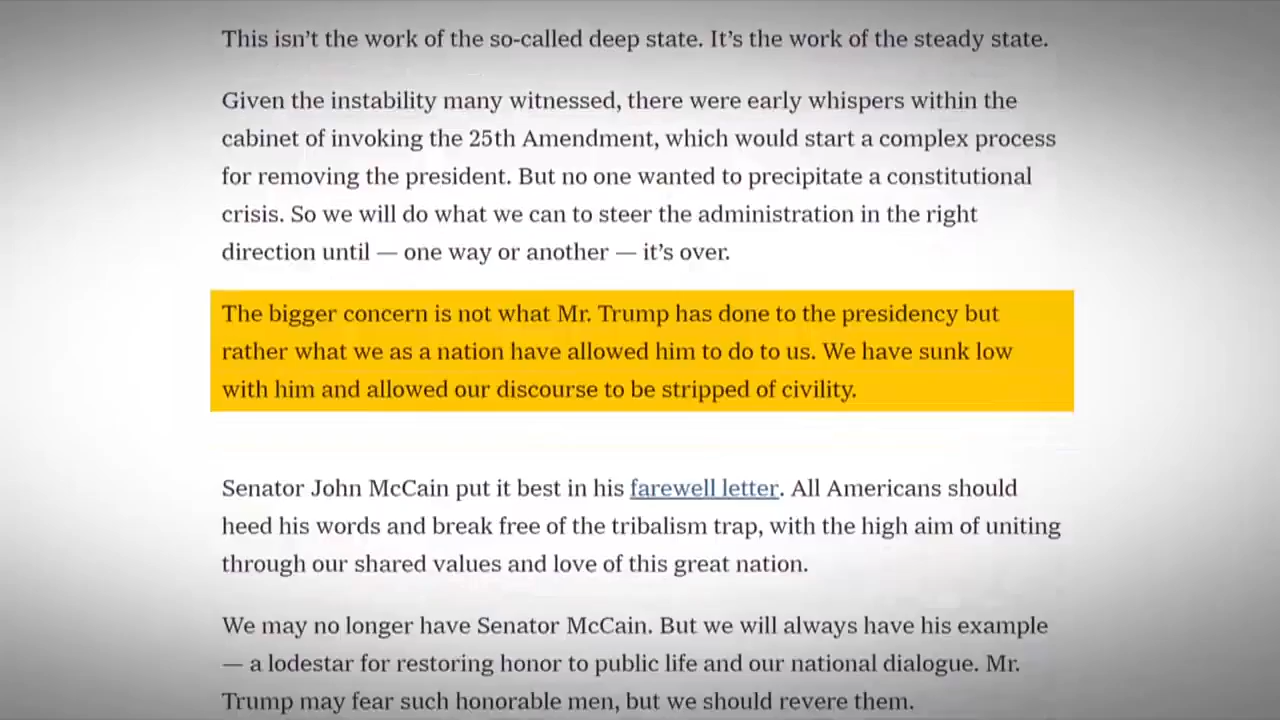 This isn’t the work of the so-called deep state. It’s the work of the steady state.
Given the instability many witnessed, there were early whispers within the
cabinet of invoking the 25th Amendment, which would start a complex process
for removing the president. But no one wanted to precipitate a constitutional
crisis. So we will do what we can to steer the administration in the right
direction until — one way or another — it’s over.
The bigger concern is not what Mr. Trump has done to the presidency but
rather what we as a nation have allowed him to do to us. We have sunk low
with him and allowed our discourse to be stripped of civility.
Senator John McCain put it best in his farewell letter. All Americans should
heed his words and break free of the tribalism trap, with the high aim of uniting
through our shared values and love of this great nation.
We may no longer have Senator McCain. But we will always have his example
— a lodestar for restoring honor to public life and our national dialogue. Mr.
Trump may fear such honorable men, but we should revere them.